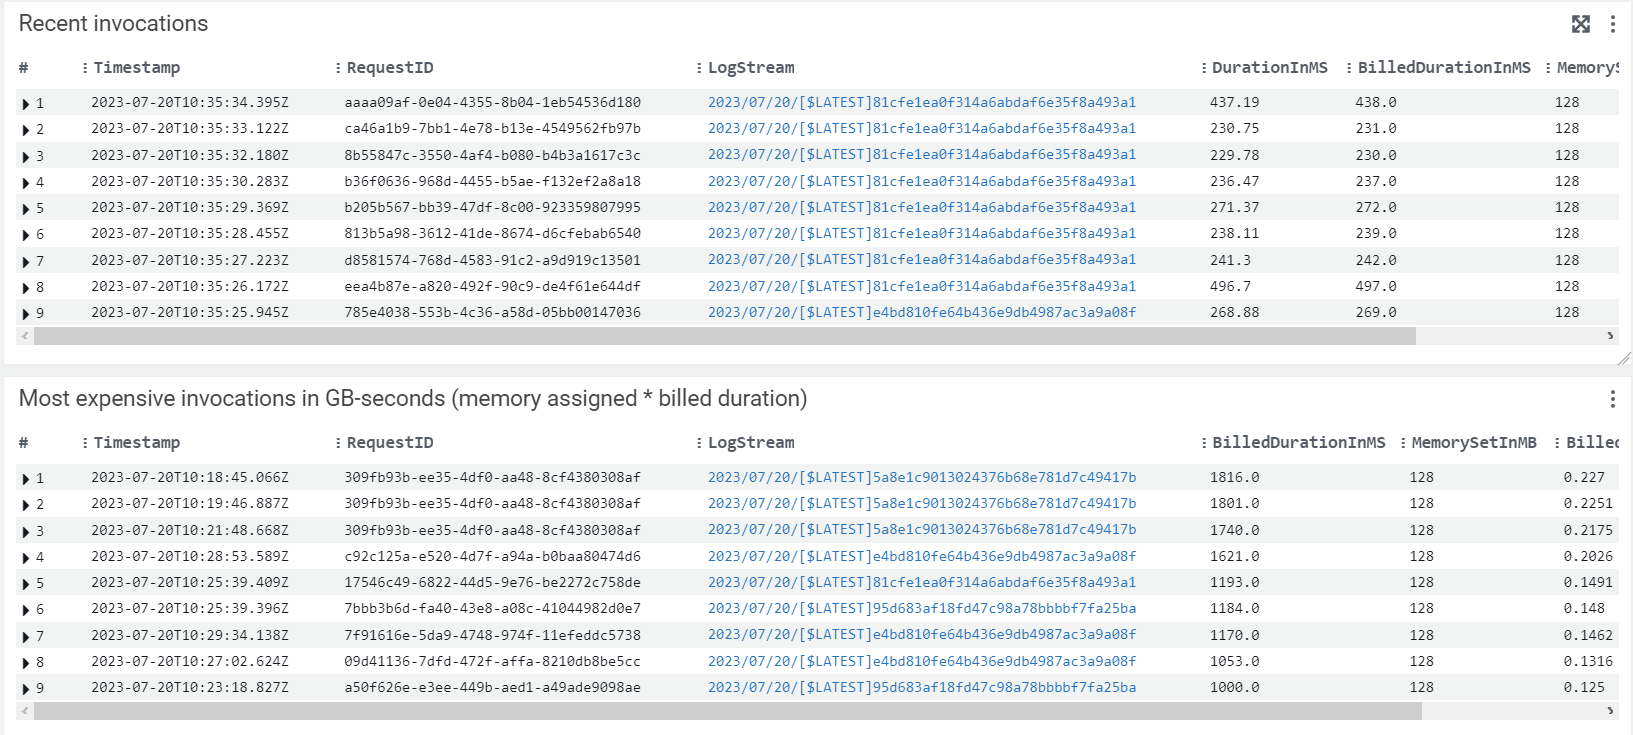 Recent invocations
# Timestamp RequestID LogStream DurationInMS BilledDurationInMS MemoryS
1 2023-07-20T10:35:34.395Z aaaa09af-0e04-4355-8b04-1eb54536d180 2023/07/20/[$LATEST]81cfe1ea0f314a6abdaf6e35f8a493a1 437.19 438.0 128
2 2023-07-20T10:35:33.122Z ca46a1b9-7bb1-4e78-b13e-4549562fb97b 2023/07/20/[$LATEST]81cfe1ea0f314a6abdaf6e35f8a493a1 230.75 231.0 128
3 2023-07-20T10:35:32.180Z 8b55847c-3550-4af4-b080-b4b3a1617c3c 2023/07/20/[$LATEST]81cfe1ea0f314a6abdaf6e35f8a493a1 229.78 230.0 128
4 2023-07-20T10:35:30.283Z b36f0636-968d-4455-b5ae-f132ef2a8a18 2023/07/20/[$LATEST]81cfe1ea0f314a6abdaf6e35f8a493a1 236.47 237.0 128
5 2023-07-20T10:35:29.369Z b205b567-bb39-47df-8c00-923359807995 2023/07/20/[$LATEST]81cfe1ea0f314a6abdaf6e35f8a493a1 271.37 272.0 128
6 2023-07-20T10:35:28.455Z 813b5a98-3612-41de-8674-d6cfebab6540 2023/07/20/[$LATEST]81cfe1ea0f314a6abdaf6e35f8a493a1 238.11 239.0 128
7 2023-07-20T10:35:27.223Z d8581574-768d-4583-91c2-a9d919c13501 2023/07/20/[$LATEST]81cfe1ea0f314a6abdaf6e35f8a493a1 241.3 242.0 128
8 2023-07-20T10:35:26.172Z eea4b87e-a820-492f-90c9-de4f61e644df 2023/07/20/[$LATEST]81cfe1ea0f314a6abdaf6e35f8a493a1 496.7 497.0 128
9 2023-07-20T10:35:25.945Z 785e4038-553b-4c36-a58d-05bb00147036 2023/07/20/[$LATEST]e4bd810fe64b436e9db4987ac3a9a08f 268.88 269.0 128
Most expensive invocations in GB-seconds (memory assigned * billed duration)
# Timestamp RequestID LogStream BilledDurationInMS MemorySetInMB Billed
1 2023-07-20T10:18:45.066Z 309fb93b-ee35-4df0-aa48-8cf4380308af 2023/07/20/[$LATEST]5a8e1c9013024376b68e781d7c49417b 1816.0 128 0.227
2 2023-07-20T10:19:46.887Z 309fb93b-ee35-4df0-aa48-8cf4380308af 2023/07/20/[$LATEST]5a8e1c9013024376b68e781d7c49417b 1801.0 128 0.2251
3 2023-07-20T10:21:48.668Z 309fb93b-ee35-4df0-aa48-8cf4380308af 2023/07/20/[$LATEST]5a8e1c9013024376b68e781d7c49417b 1740.0 128 0.2175
4 2023-07-20T10:28:53.589Z c92c125a-e520-4d7f-a94a-b0baa80474d6 2023/07/20/[$LATEST]e4bd810fe64b436e9db4987ac3a9a08f 1621.0 128 0.2026
5 2023-07-20T10:25:39.409Z 17546c49-6822-44d5-9e76-be2272c758de 2023/07/20/[$LATEST]81cfe1ea0f314a6abdaf6e35f8a493a1 1193.0 128 0.1491
6 2023-07-20T10:25:39.396Z 7bbb3b6d-fa40-43e8-a08c-41044982d0e7 2023/07/20/[$LATEST]95d683af18fd47c98a78bbbbf7fa25ba 1184.0 128 0.148
7 2023-07-20T10:29:34.138Z 7f91616e-5da9-4748-974f-11efeddc5738 2023/07/20/[$LATEST]e4bd810fe64b436e9db4987ac3a9a08f 1170.0 128 0.1462
8 2023-07-20T10:27:02.624Z 09d41136-7dfd-472f-affa-8210db8be5cc 2023/07/20/[$LATEST]e4bd810fe64b436e9db4987ac3a9a08f 1053.0 128 0.1316
9 2023-07-20T10:23:18.827Z a50f626e-e3ee-449b-aed1-a49ade9098ae 2023/07/20/[$LATEST]95d683af18fd47c98a78bbbbf7fa25ba 1000.0 128 0.125